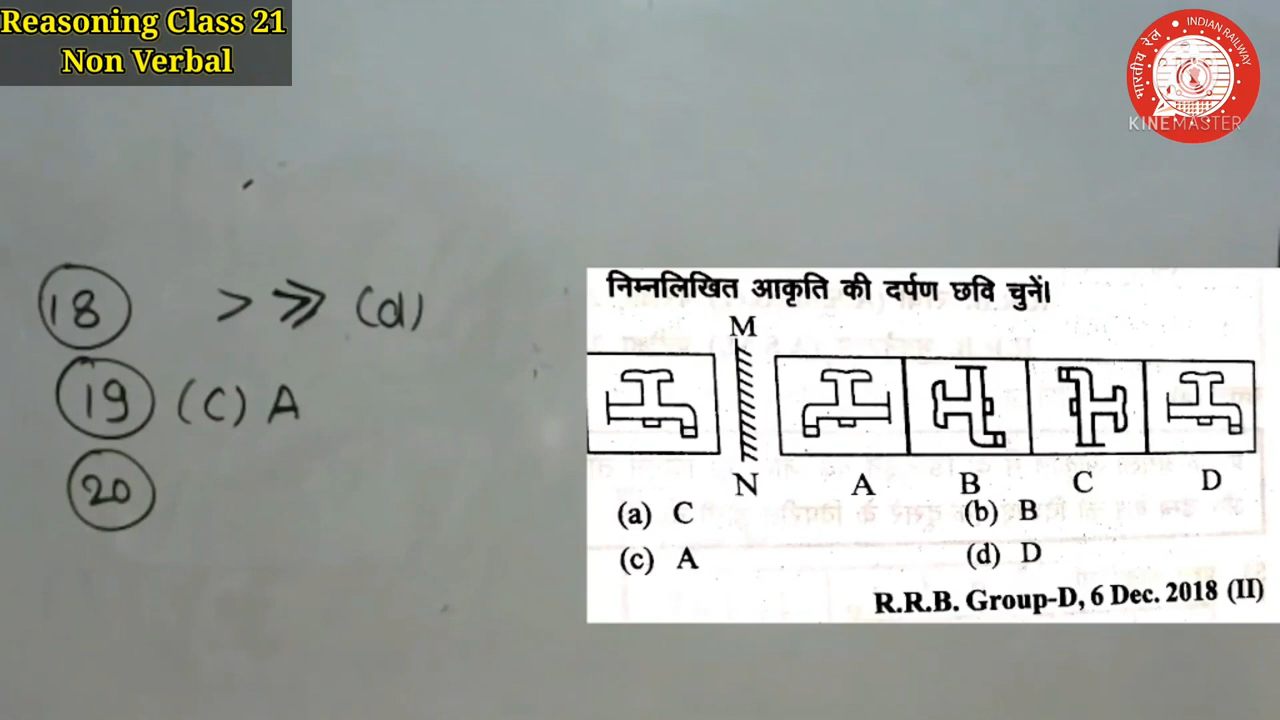 Reasoning Class 21
Non Verbal
भारतीय रेल
INDIAN RAILWAY
KINEMASTER
18 > >> (d)
19 (C) A
20
निम्नलिखित आकृति की दर्पण छवि चुनें।
M
N A B C D
(a) C (b) B
(c) A (d) D
R.R.B. Group-D, 6 Dec. 2018 (II)